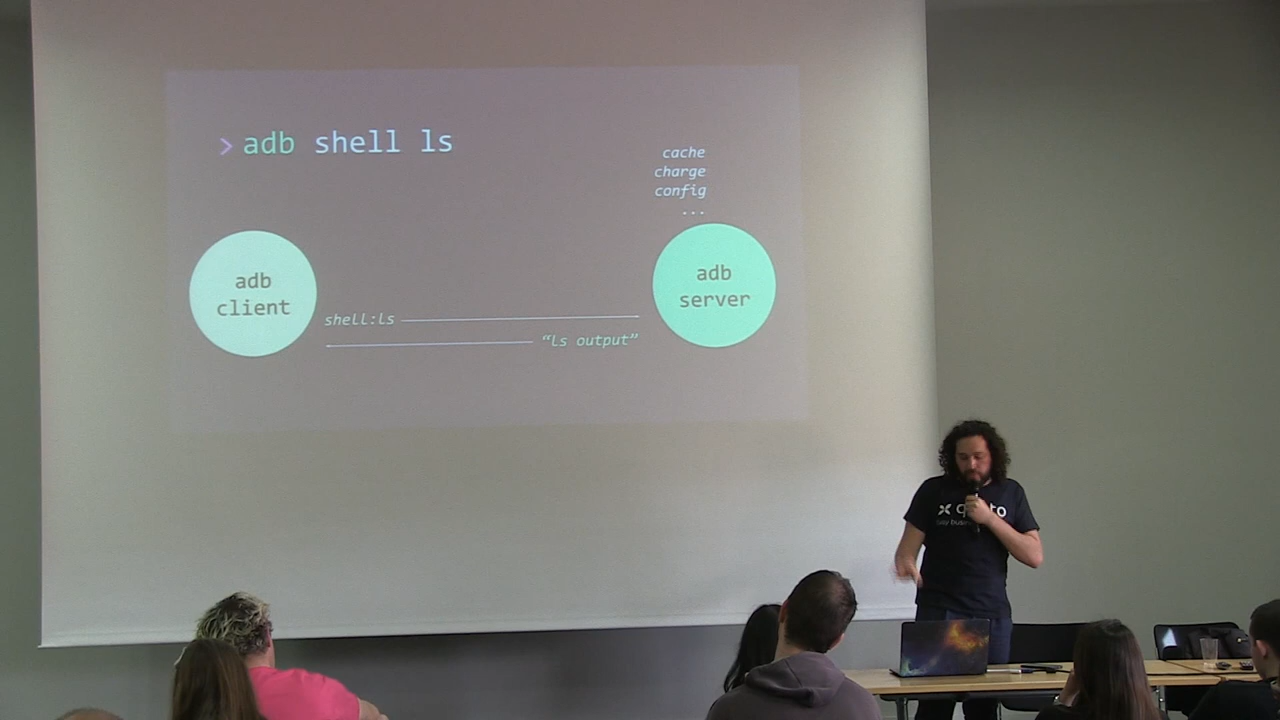 > adb shell ls
cache
charge
config
...
adb
client
adb
server
shell:ls
“ls output”